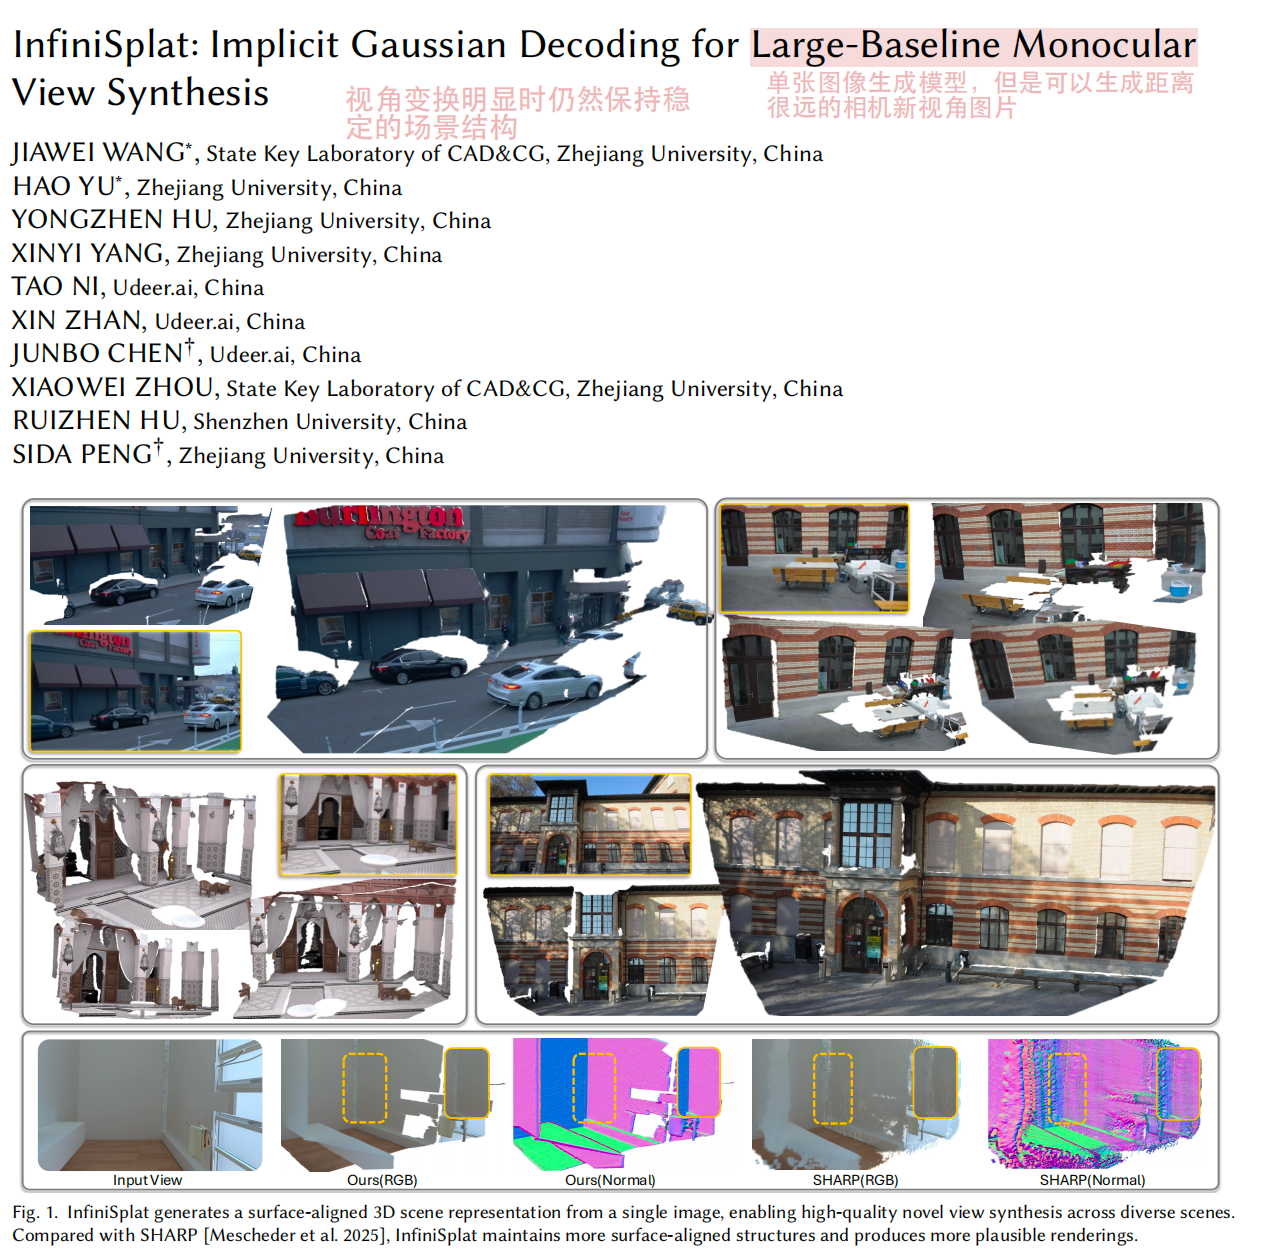 InfiniSplat: Implicit Gaussian Decoding for Large-Baseline Monocular
View Synthesis
视角变换明显时仍然保持稳
定的场景结构
单张图像生成模型，但是可以生成距离
很远的相机新视角图片
JIAWEI WANG*, State Key Laboratory of CAD&CG, Zhejiang University, China
HAO YU*, Zhejiang University, China
YONGZHEN HU, Zhejiang University, China
XINYI YANG, Zhejiang University, China
TAO NI, Udeer.ai, China
XIN ZHAN, Udeer.ai, China
JUNBO CHEN†, Udeer.ai, China
XIAOWEI ZHOU, State Key Laboratory of CAD&CG, Zhejiang University, China
RUIZHEN HU, Shenzhen University, China
SIDA PENG†, Zhejiang University, China
Burlington
Coat Factory
Input View
Ours(RGB)
Ours(Normal)
SHARP(RGB)
SHARP(Normal)
Fig. 1. InfiniSplat generates a surface-aligned 3D scene representation from a single image, enabling high-quality novel view synthesis across diverse scenes.
Compared with SHARP [Mescheder et al. 2025], InfiniSplat maintains more surface-aligned structures and produces more plausible renderings.